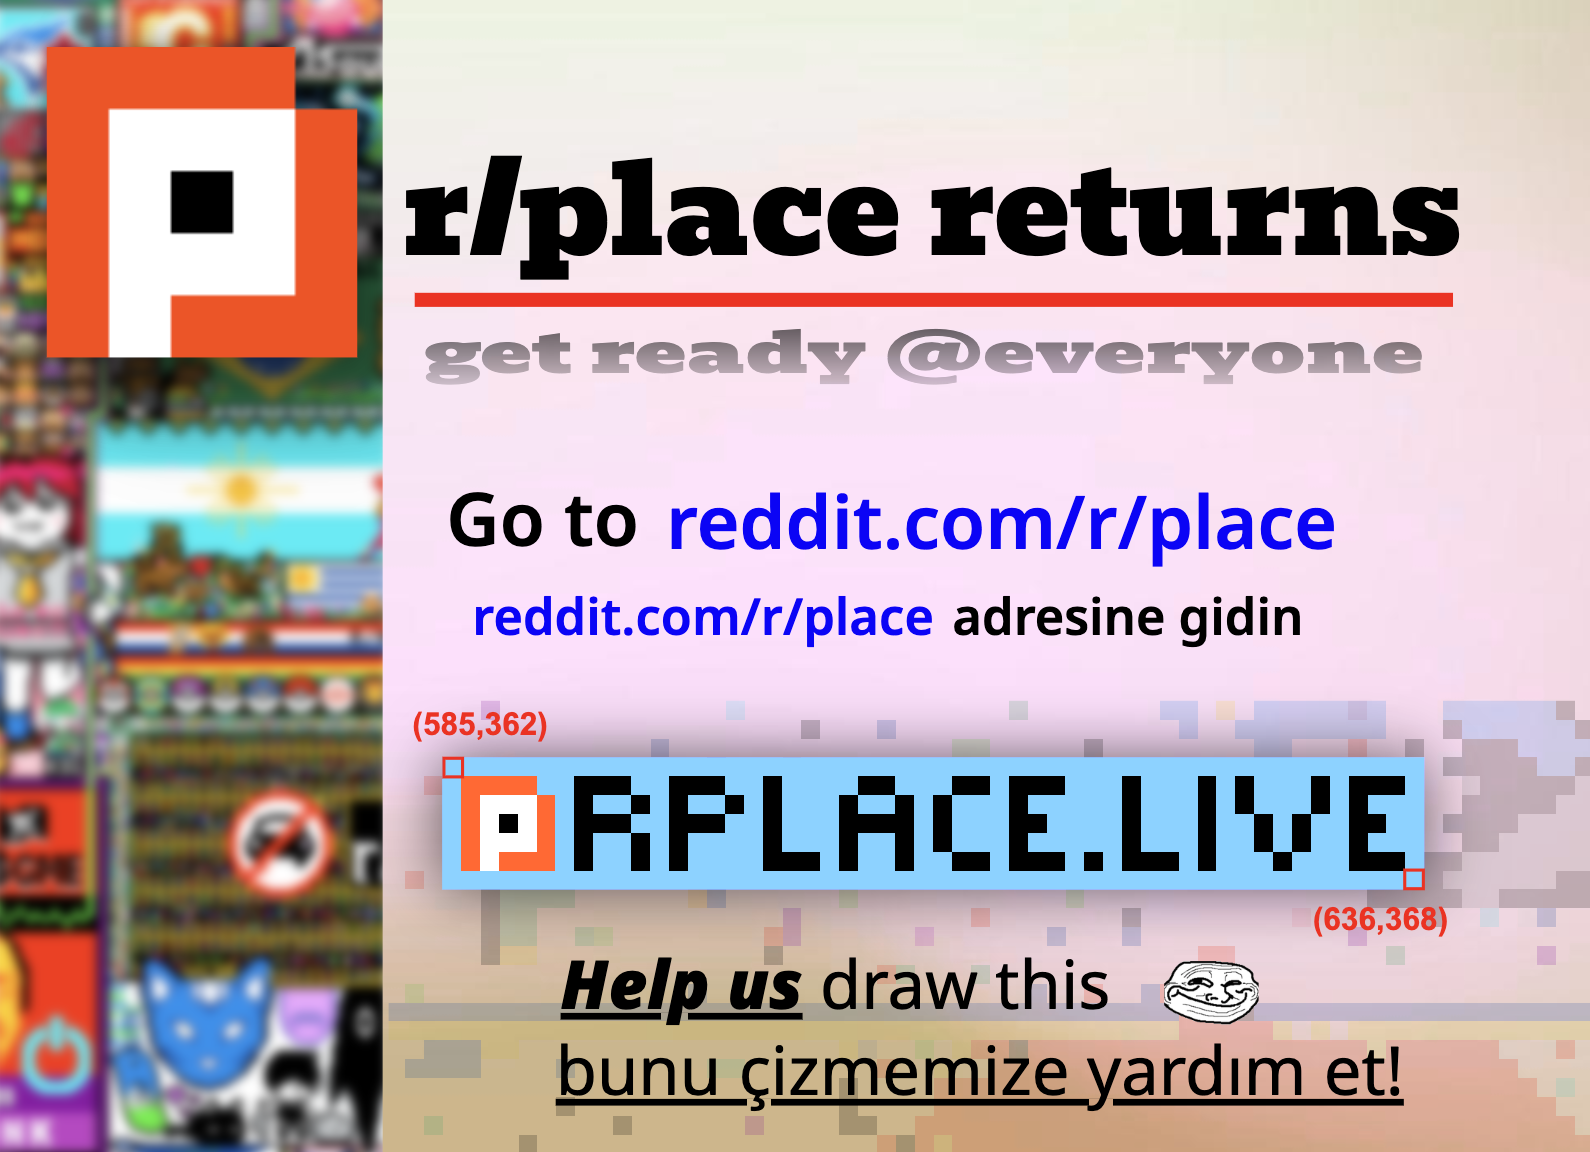 r/place returns
get ready @everyone
Go to reddit.com/r/place
reddit.com/r/place adresine gidin
(585,362)
RPLACE.LIVE
(636,368)
Help us draw this
bunu çizmemize yardım et!
NK